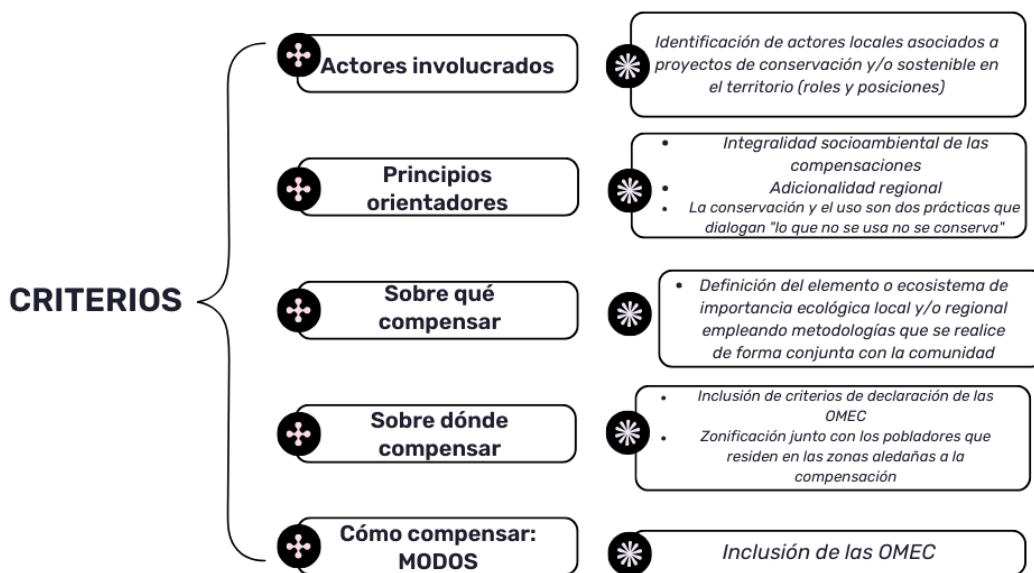 CRITERIOS
Actores involucrados
Identificación de actores locales asociados a
proyectos de conservación y/o sostenible en
el territorio (roles y posiciones)
Principios
orientadores
• Integralidad socioambiental de las
compensaciones
• Adicionalidad regional
• La conservación y el uso son dos prácticas que
dialogan "lo que no se usa no se conserva"
Sobre qué
compensar
• Definición del elemento o ecosistema de
importancia ecológica local y/o regional
empleando metodologías que se realice
de forma conjunta con la comunidad
Sobre dónde
compensar
• Inclusión de criterios de declaración de las
OMEC
• Zonificación junto con los pobladores que
residen en las zonas aledañas a la
compensación
Cómo compensar:
MODOS
Inclusión de las OMEC